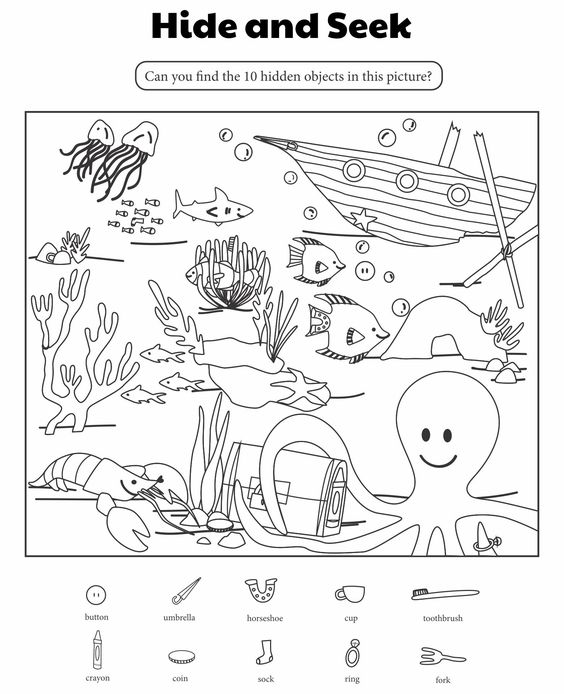 Hide and Seek
Can you find the 10 hidden objects in this picture?
button
umbrella
horseshoe
cup
toothbrush
crayon
coin
sock
ring
fork